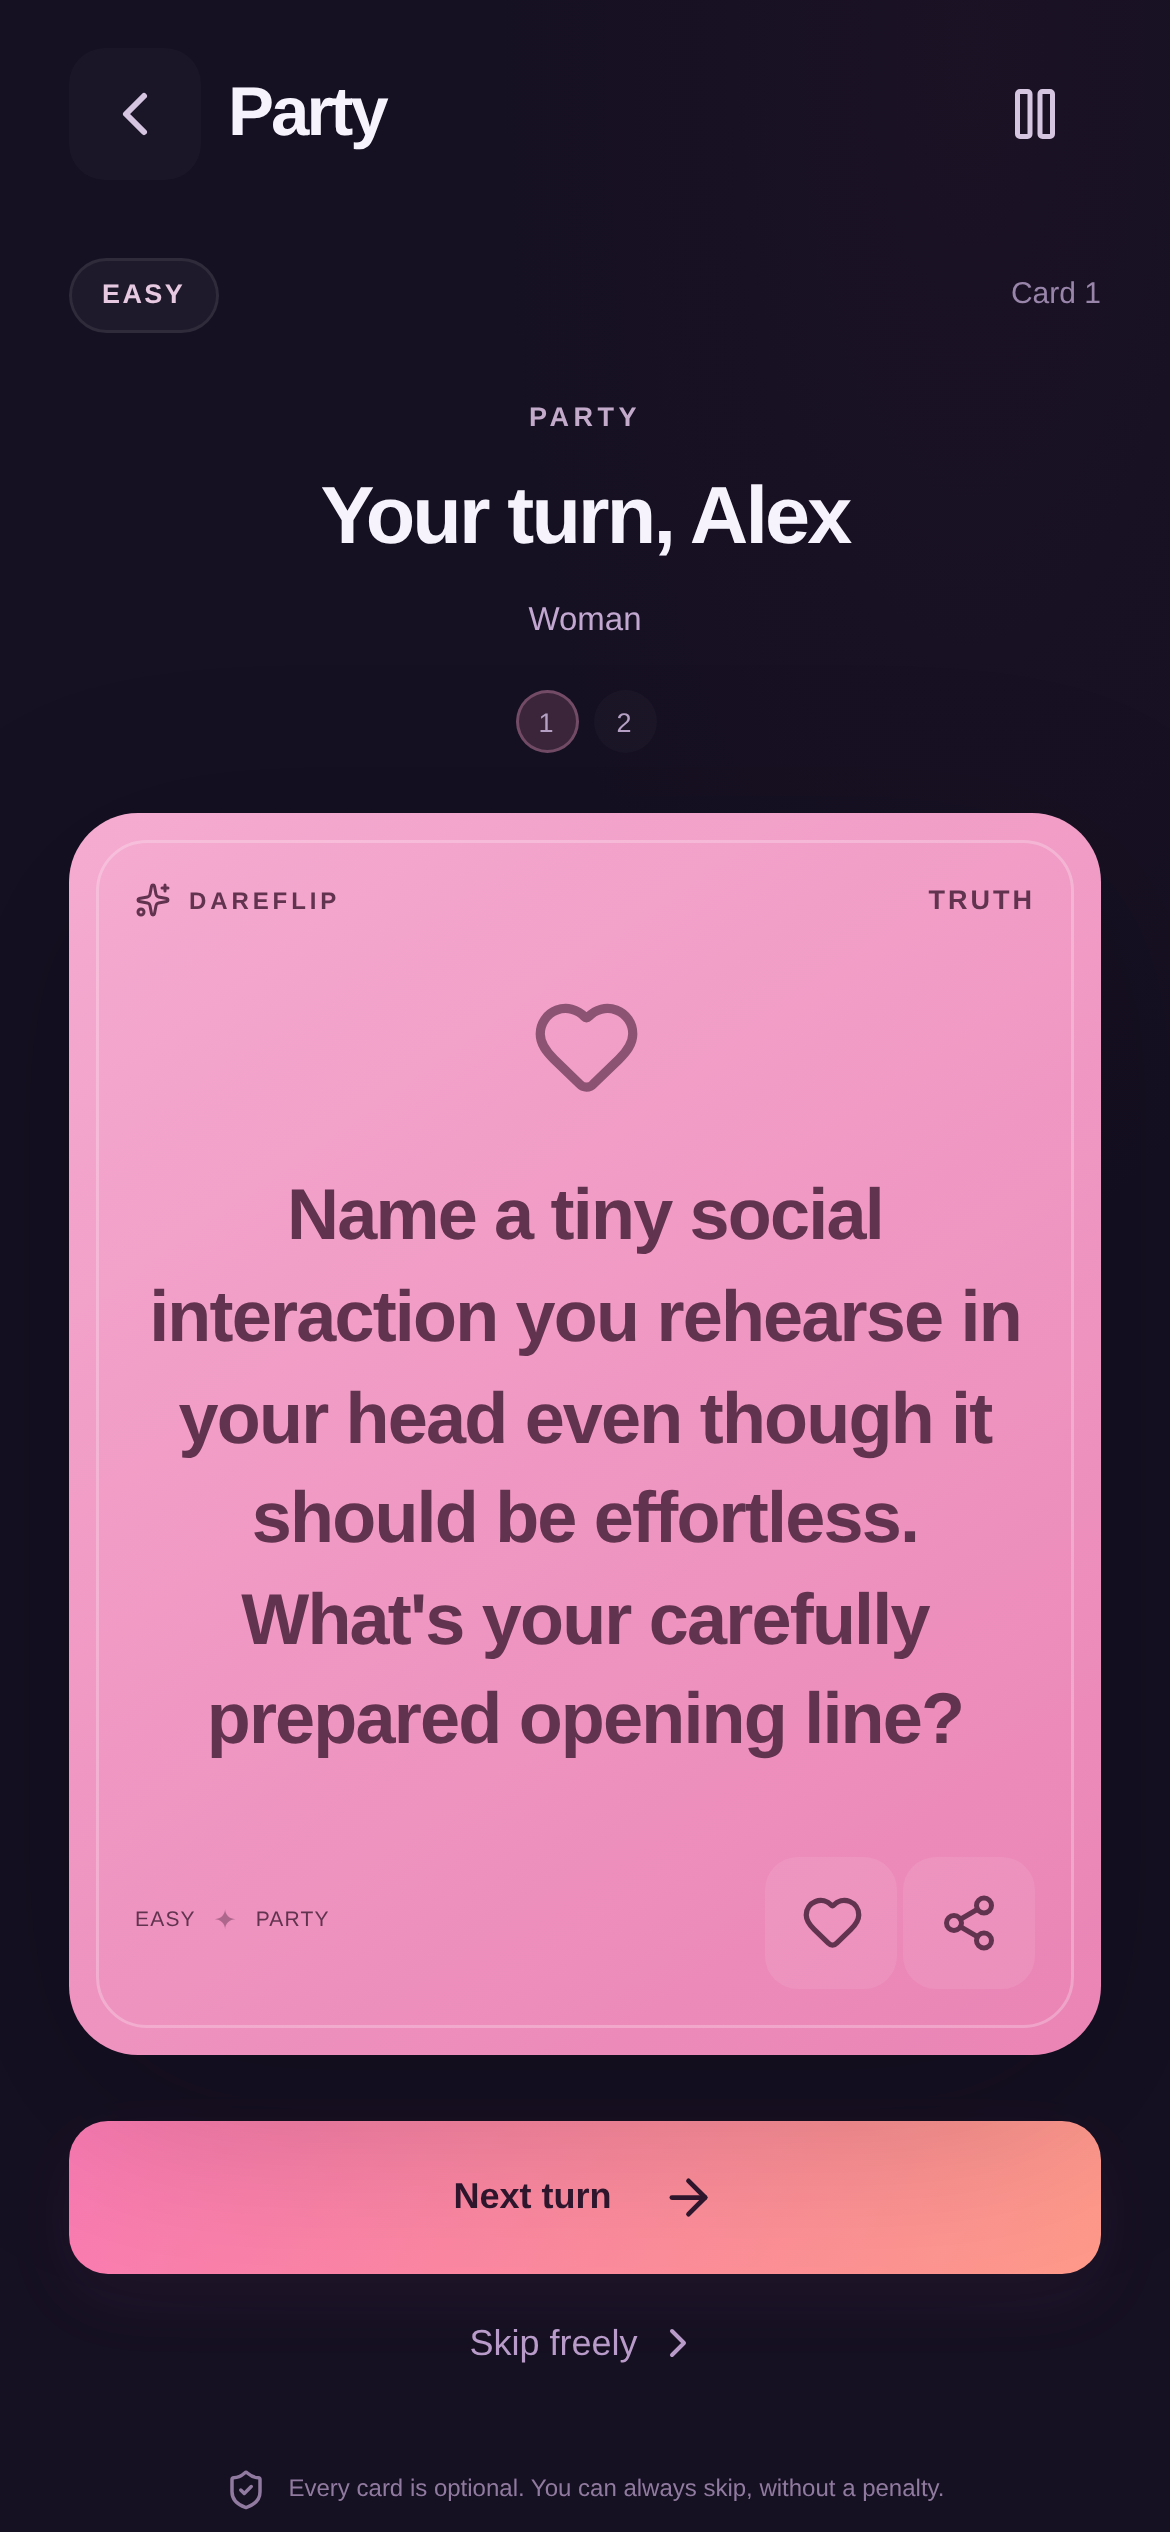 Party
EASY
Card 1
PARTY
Your turn, Alex
Woman
1 2
DAREFLIP
TRUTH
Name a tiny social
interaction you rehearse in
your head even though it
should be effortless.
What's your carefully
prepared opening line?
EASY ✦ PARTY
Next turn
Skip freely
Every card is optional. You can always skip, without a penalty.